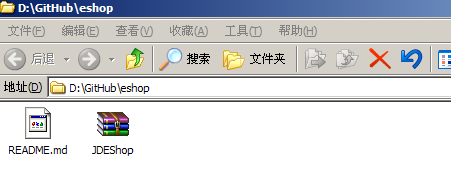 D:\GitHub\eshop
文件(F) 编辑(E) 查看(V) 收藏(A) 工具(T) 帮助(H)
后退 搜索 文件夹
地址(D) D:\GitHub\eshop
README.md JDEShop